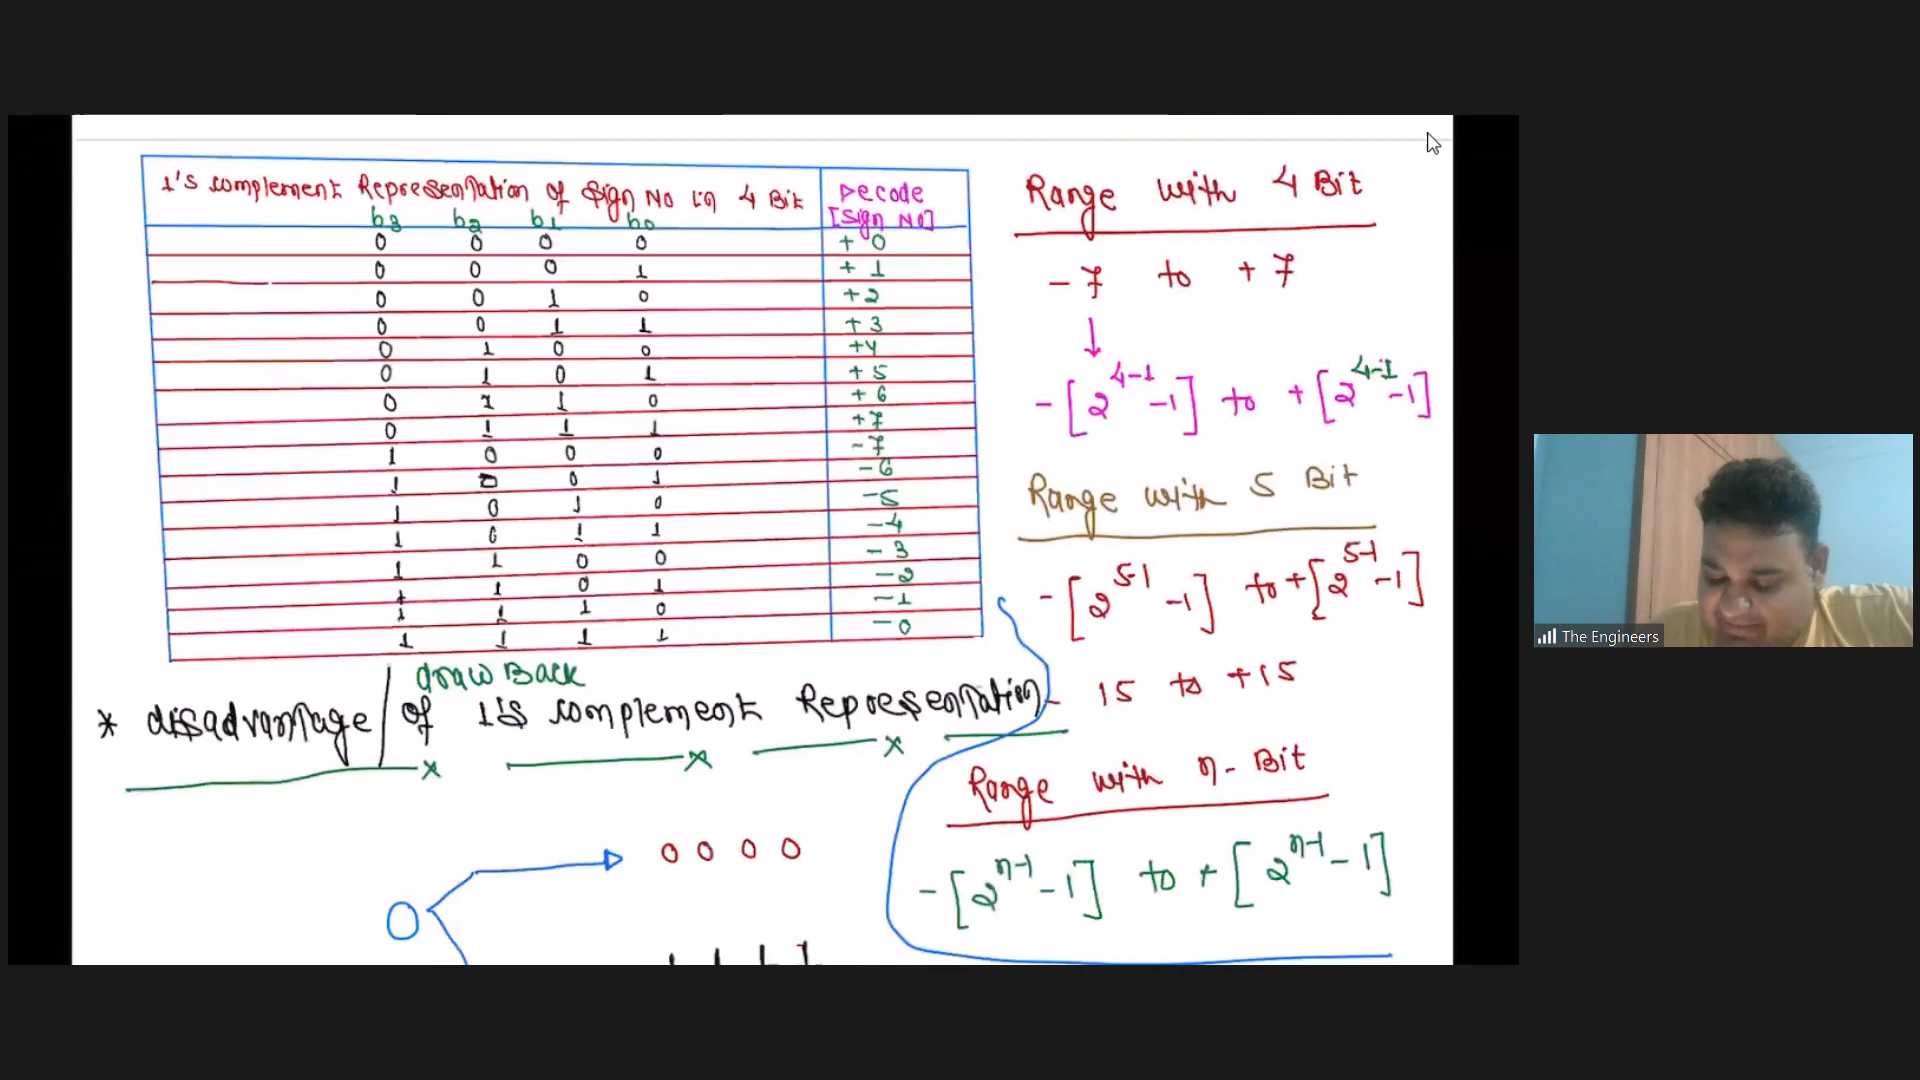 1's complement Representation of Sign No in 4 Bit Decode
[Sign No]
b3 b2 b1 b0
0 0 0 0 + 0
0 0 0 1 + 1
0 0 1 0 +2
0 0 1 1 +3
0 1 0 0 +4
0 1 0 1 +5
0 1 1 0 +6
0 1 1 1 +7
1 0 0 0 -7
1 0 0 1 -6
1 0 1 0 -5
1 0 1 1 -4
1 1 0 0 -3
1 1 0 1 -2
1 1 1 0 -1
1 1 1 1 -0
draw Back
* disadvantage / of 1's complement Representation
0 0 0 0 0
Range with 4 Bit
-7 to +7
↓
-[2^4-1 -1] to +[2^4-1 -1]
Range with 5 Bit
-[2^5-1 -1] to +[2^5-1 -1]
- 15 to +15
Range with n-Bit
-[2^n-1 -1] to +[2^n-1 -1]
The Engineers